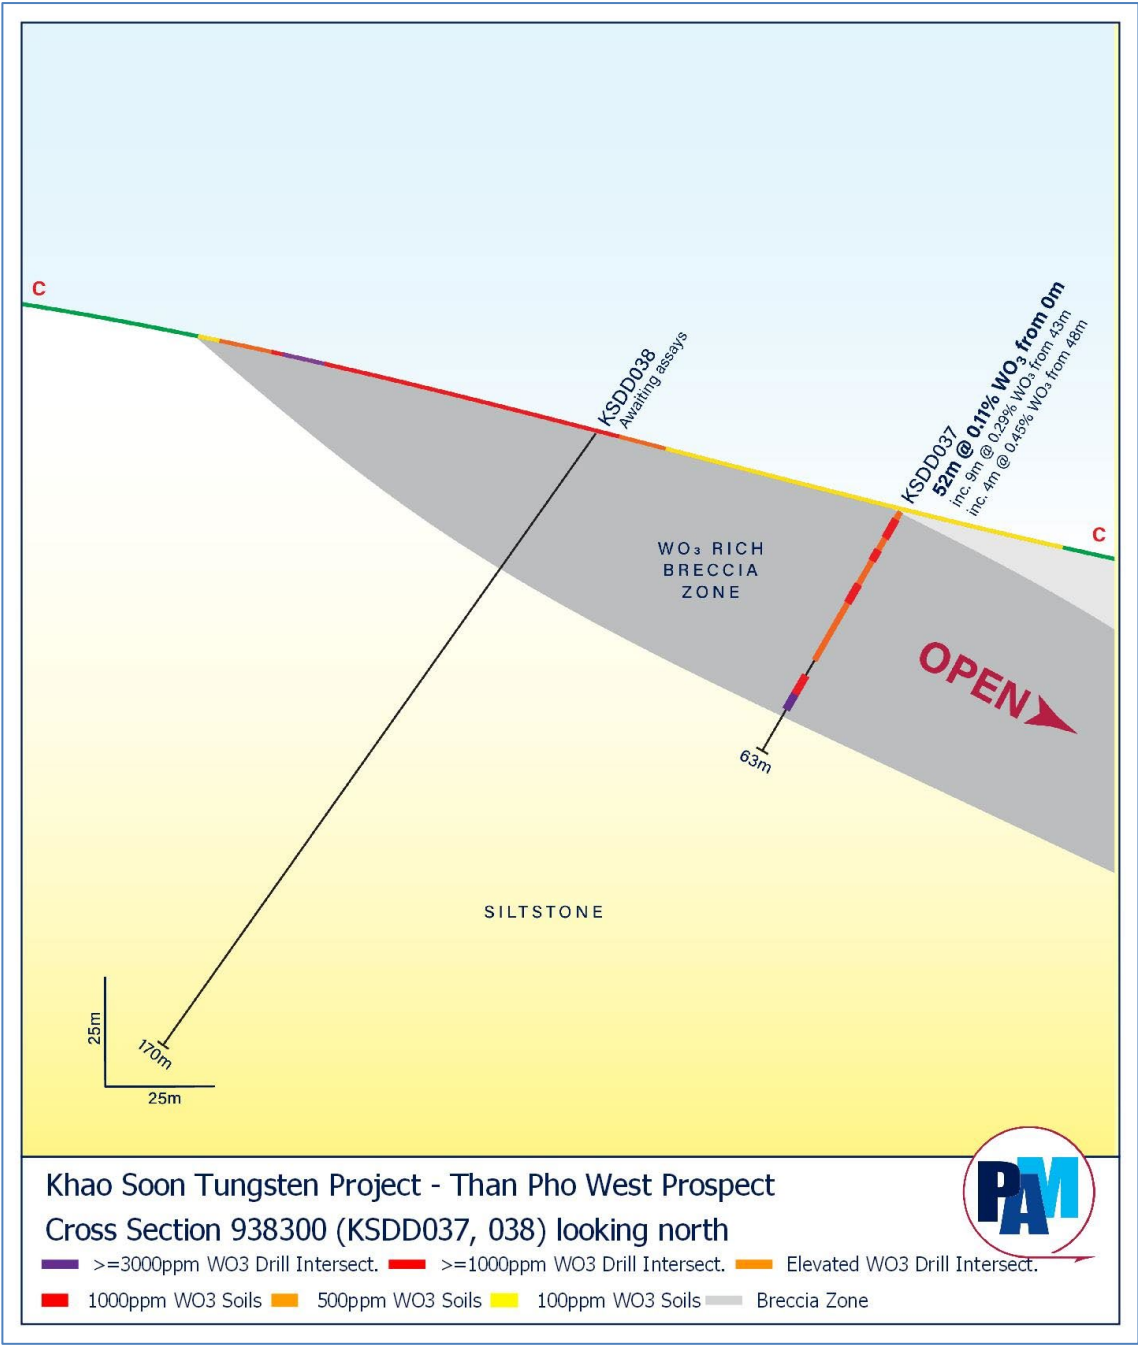 C
KSDD038
Awaiting assays
KSDD037
52m @ 0.11% WO₃ from 0m
inc. 9m @ 0.29% WO₃ from 43m
inc. 4m @ 0.45% WO₃ from 48m
C
WO₃ RICH
BRECCIA
ZONE
OPEN
63m
SILTSTONE
25m
170m
25m
Khao Soon Tungsten Project - Than Pho West Prospect
Cross Section 938300 (KSDD037, 038) looking north
PAM
>=3000ppm WO3 Drill Intersect. >=1000ppm WO3 Drill Intersect. Elevated WO3 Drill Intersect.
1000ppm WO3 Soils 500ppm WO3 Soils 100ppm WO3 Soils Breccia Zone